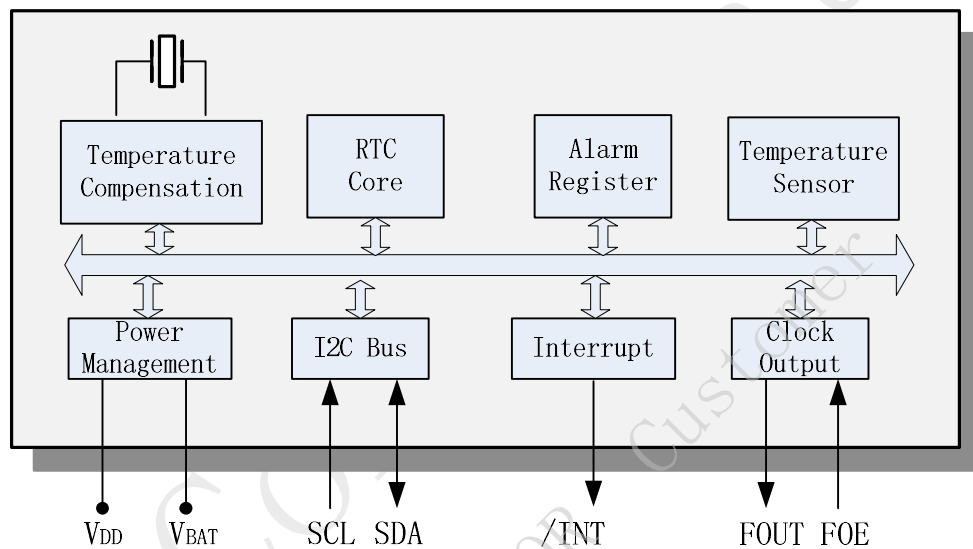 Temperature
Compensation
RTC
Core
Alarm
Register
Temperature
Sensor
Power
Management
I2C Bus
Interrupt
Clock
Output
VDD
VBAT
SCL
SDA
/INT
FOUT
FOE
Customer